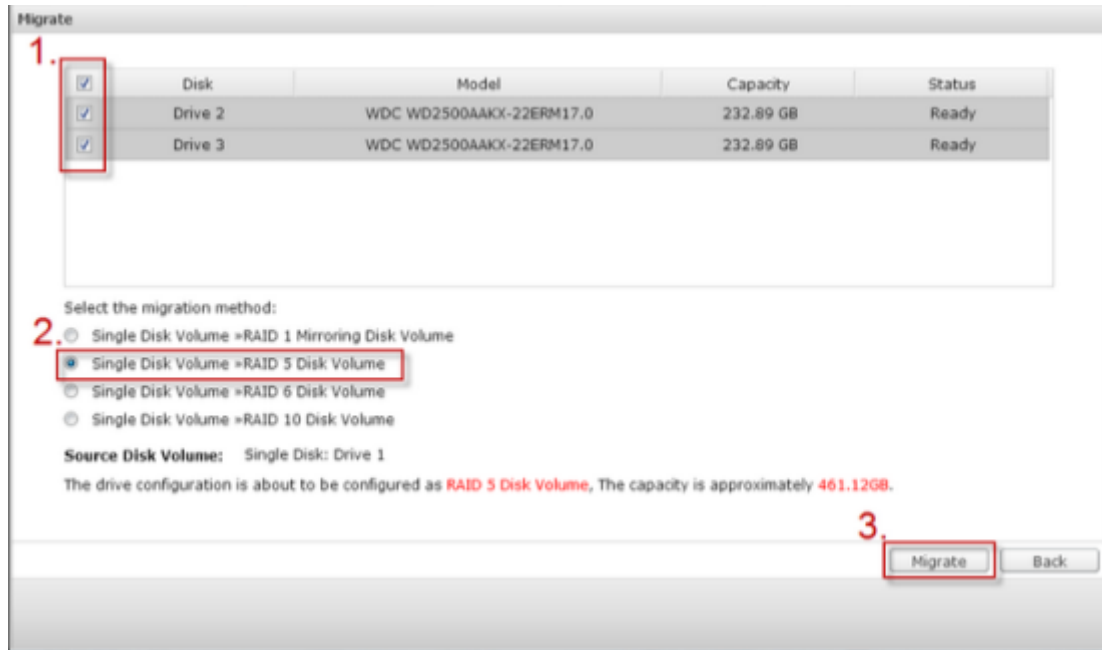 Migrate
1.
Disk Model Capacity Status
Drive 2 WDC WD2500AAKX-22ERM17.0 232.89 GB Ready
Drive 3 WDC WD2500AAKX-22ERM17.0 232.89 GB Ready
Select the migration method:
2. Single Disk Volume »RAID 1 Mirroring Disk Volume
Single Disk Volume »RAID 5 Disk Volume
Single Disk Volume »RAID 6 Disk Volume
Single Disk Volume »RAID 10 Disk Volume
Source Disk Volume: Single Disk: Drive 1
The drive configuration is about to be configured as RAID 5 Disk Volume, The capacity is approximately 461.12GB.
3.
Migrate Back